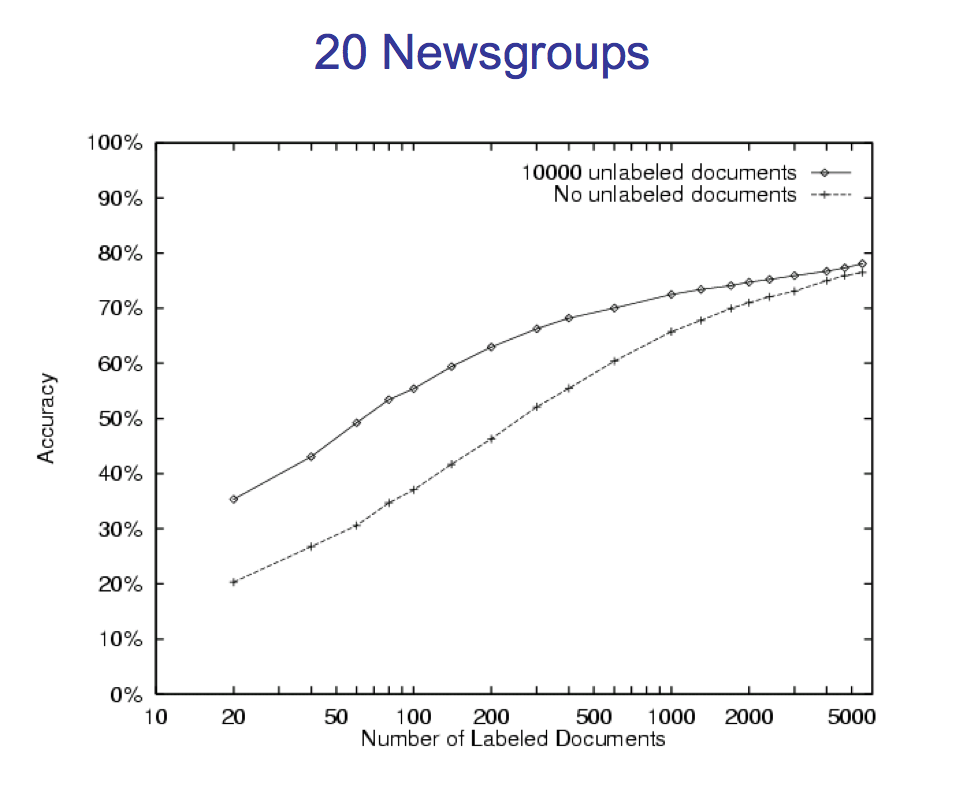 20 Newsgroups
100%
90%
80%
70%
60%
50%
40%
30%
20%
10%
0%
Accuracy
10000 unlabeled documents
No unlabeled documents
10 20 50 100 200 500 1000 2000 5000
Number of Labeled Documents